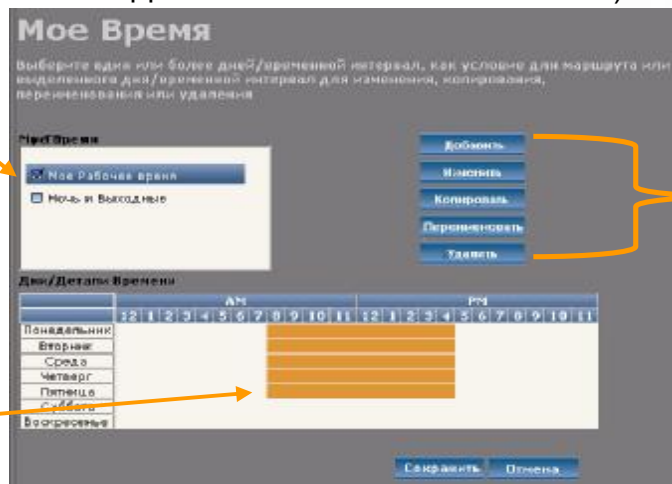 Мое Время
Выберите один или более дней/временной интервал, как условие для маршрута или
выделенного дня/временной интервал для изменения, копирования,
переименования или удаления
Мое Время
Мое Рабочее время
Ночь и Выходные
Добавить
Изменить
Копировать
Переименовать
Удалить
Дни/Детали Времени
AM PM
12 1 2 3 4 5 6 7 8 9 10 11 12 1 2 3 4 5 6 7 8 9 10 11
Понедельник
Вторник
Среда
Четверг
Пятница
Суббота
Воскресенье
Сохранить Отмена